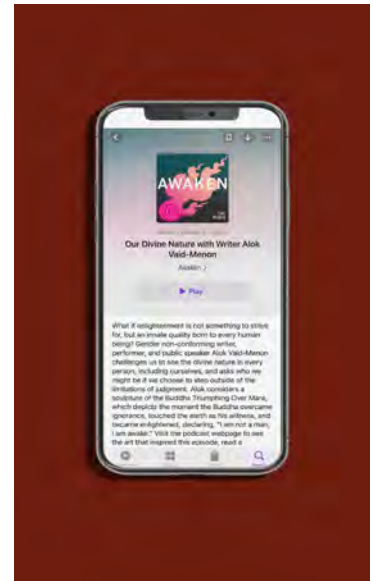 AWAKEN
Our Divine Nature with Writer Alok
Vaid-Menon
Awaken
Play
What if enlightenment is not something to strive
for, but an innate quality born to every human
being? Gender non-conforming writer,
performer, and public speaker Alok Vaid-Menon
challenges us to see the divine nature in every
person, including ourselves, and asks who we
might be if we choose to step outside of the
limitations of judgment. Alok considers a
sculpture of the Buddha Triumphing Over Mara,
which depicts the moment the Buddha overcame
ignorance, touched the earth as his witness, and
became enlightened, declaring, "I am not a man,
I am awake." Visit the podcast webpage to see
the art that inspired this episode, read a